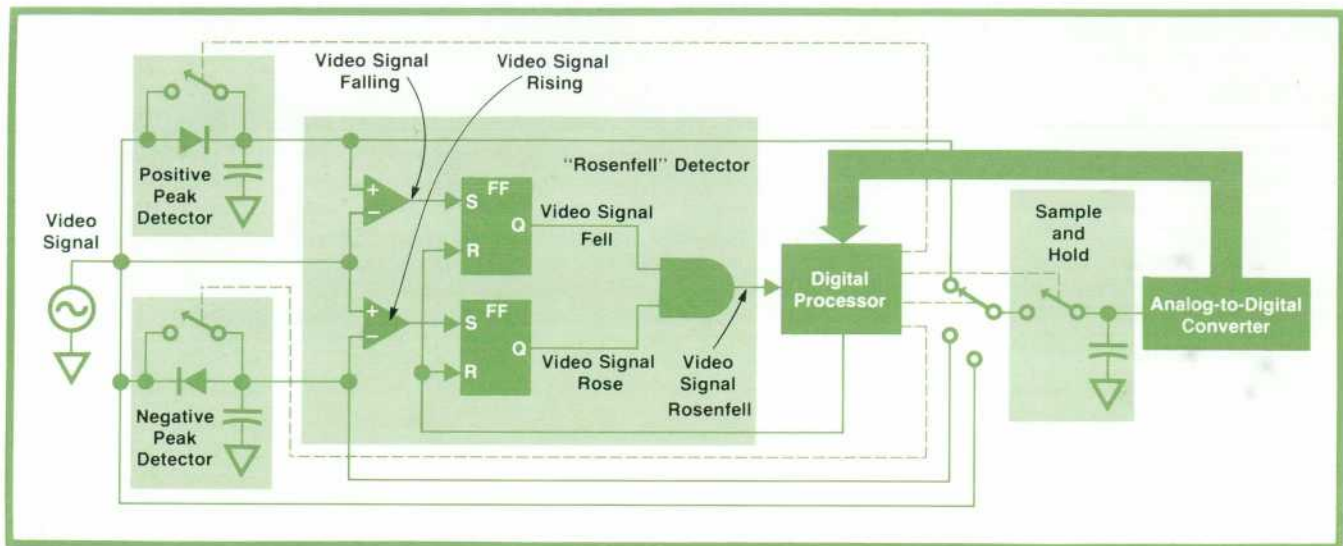 Video Signal
Falling
Video Signal
Rising
Positive
Peak
Detector
Video
Signal
Negative
Peak
Detector
"Rosenfell" Detector
+
−
S
FF
Q
R
Video Signal
Fell
+
−
S
FF
Q
R
Video Signal
Rose
Video
Signal
Rosenfell
Digital
Processor
Sample
and
Hold
Analog-to-Digital
Converter